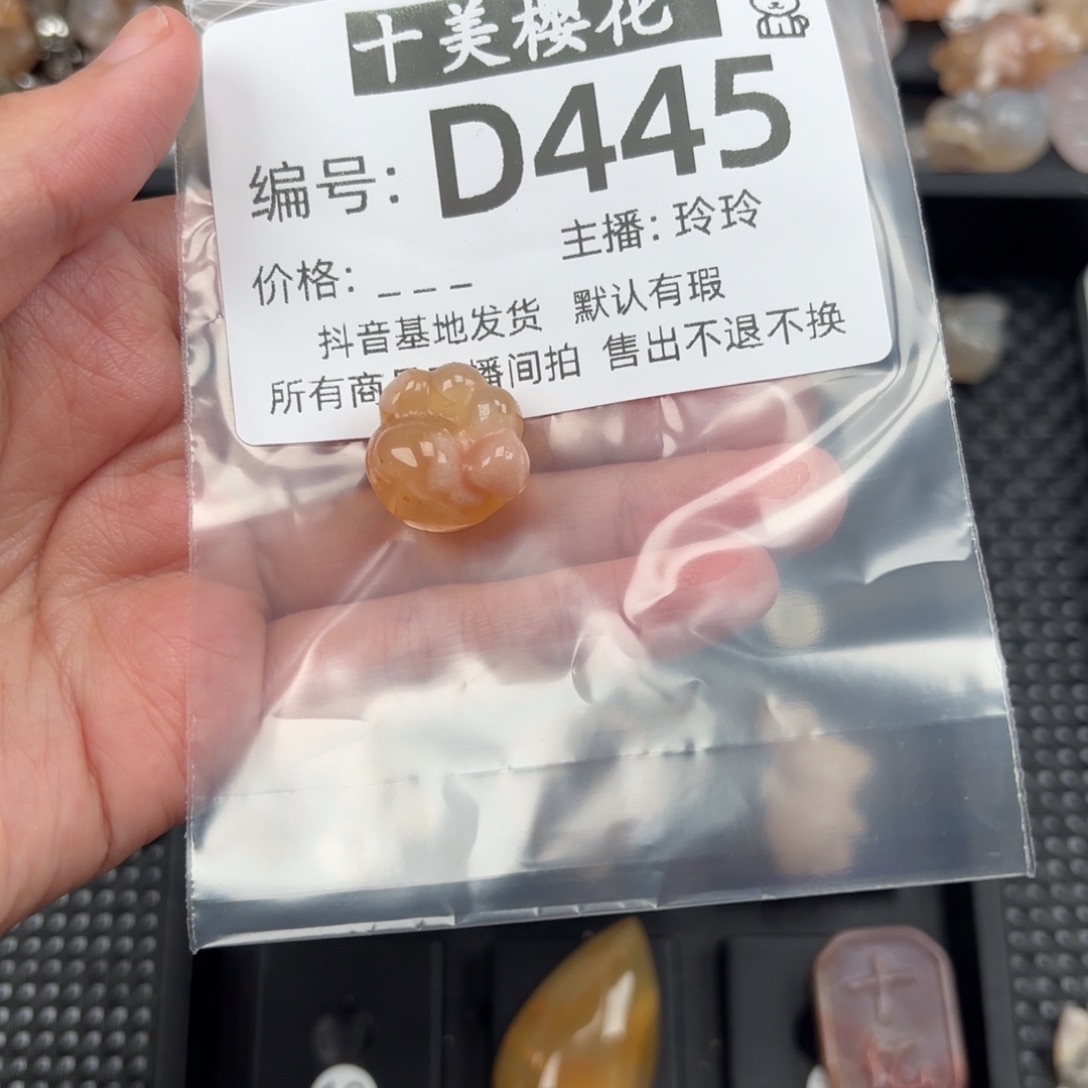 十美樱花
编号: D445
价格: _ _ _ 主播: 玲玲
抖音基地发货 默认有瑕
所有商 播间拍 售出不退不换
十